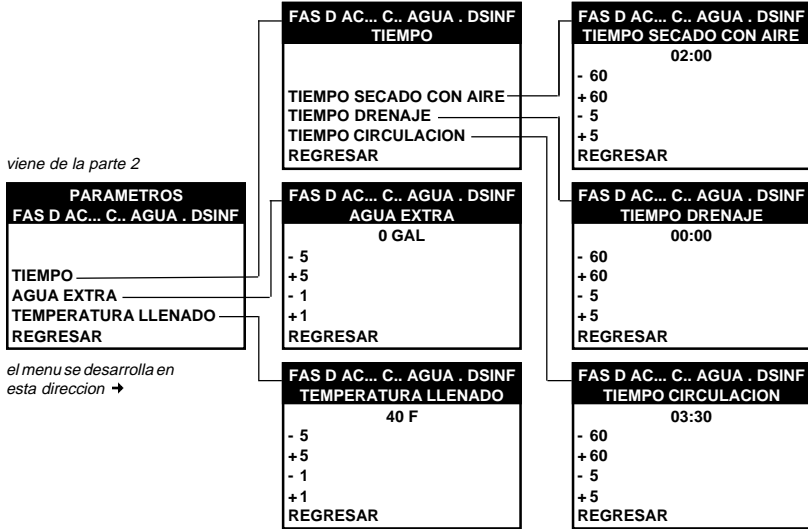 viene de la parte 2
PARAMETROS
FAS D AC... C.. AGUA . DSINF
TIEMPO
AGUA EXTRA
TEMPERATURA LLENADO
REGRESAR
el menu se desarrolla en
esta direccion →
FAS D AC... C.. AGUA . DSINF
TIEMPO
TIEMPO SECADO CON AIRE
TIEMPO DRENAJE
TIEMPO CIRCULACION
REGRESAR
FAS D AC... C.. AGUA . DSINF
AGUA EXTRA
0 GAL
- 5
+5
- 1
+1
REGRESAR
FAS D AC... C.. AGUA . DSINF
TEMPERATURA LLENADO
40 F
- 5
+5
- 1
+1
REGRESAR
FAS D AC... C.. AGUA . DSINF
TIEMPO SECADO CON AIRE
02:00
- 60
+60
- 5
+5
REGRESAR
FAS D AC... C.. AGUA . DSINF
TIEMPO DRENAJE
00:00
- 60
+60
- 5
+5
REGRESAR
FAS D AC... C.. AGUA . DSINF
TIEMPO CIRCULACION
03:30
- 60
+60
- 5
+5
REGRESAR